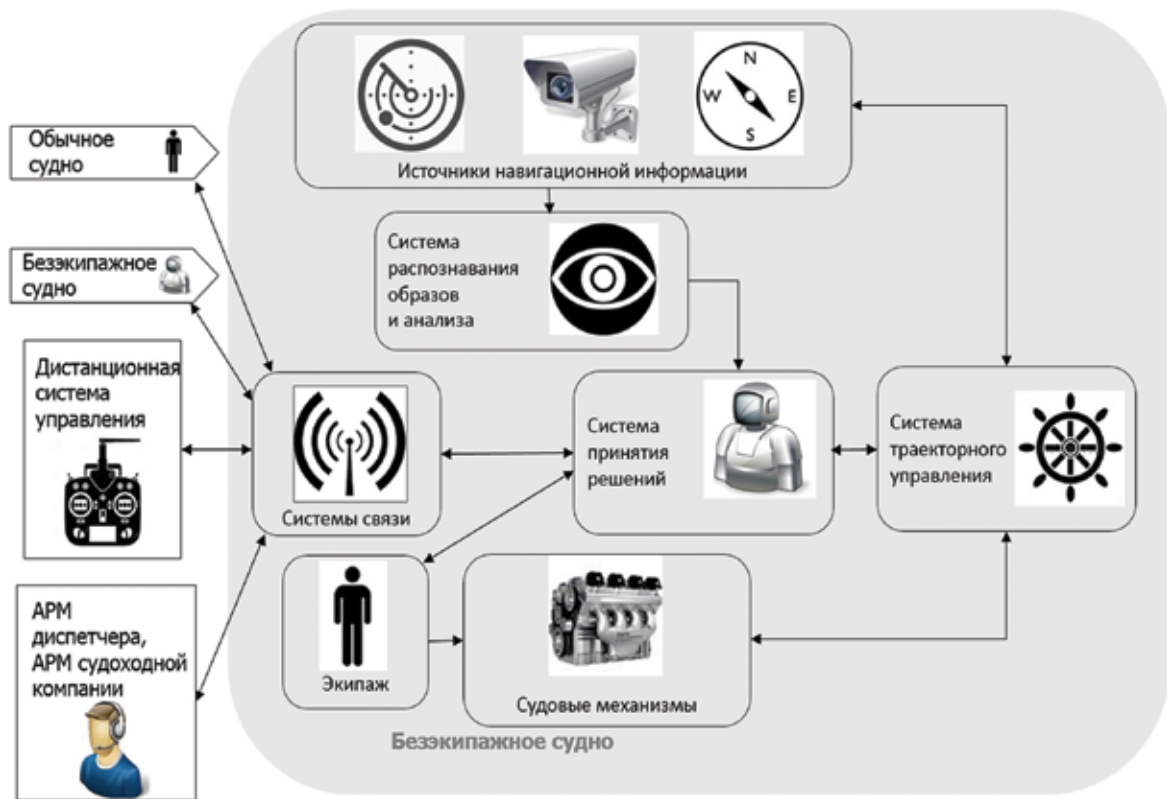 N
W
E
S
Источники навигационной информации
Обычное
судно
Безэкипажное
судно
Система
распознавания
образов
и анализа
Дистанционная
система
управления
Системы связи
Система
принятия
решений
Система
траекторного
управления
АРМ
диспетчера,
АРМ судоходной
компании
Экипаж
Судовые механизмы
Безэкипажное судно